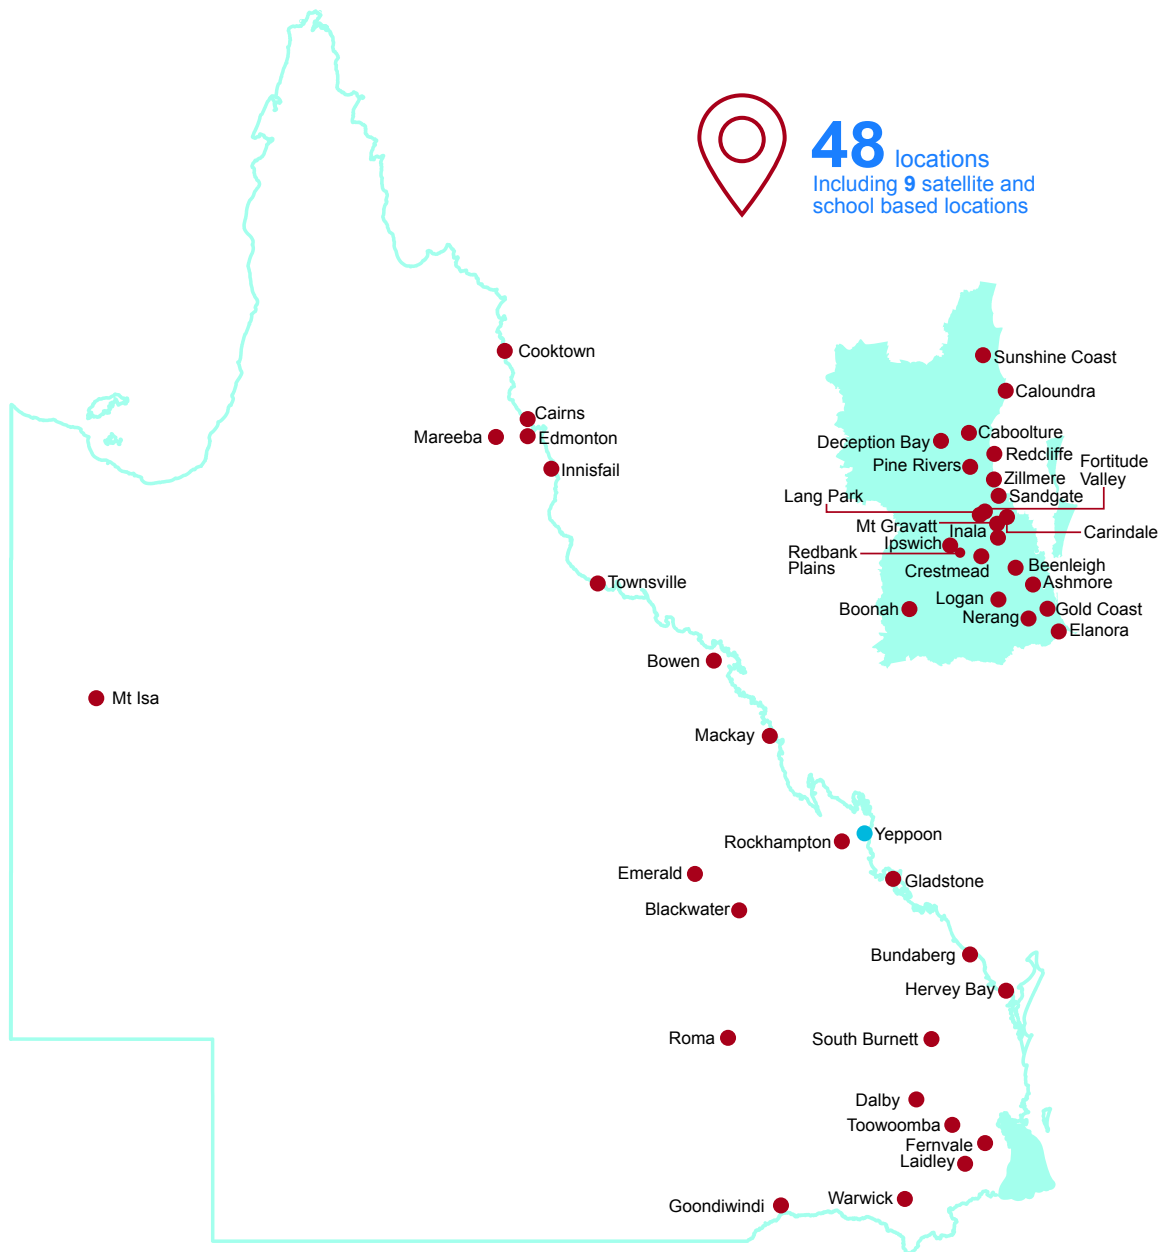 48 locations
Including 9 satellite and
school based locations
Cooktown
Cairns
Mareeba
Edmonton
Innisfail
Townsville
Bowen
Mt Isa
Mackay
Yeppoon
Rockhampton
Emerald
Gladstone
Blackwater
Bundaberg
Hervey Bay
Roma
South Burnett
Dalby
Toowoomba
Fernvale
Laidley
Warwick
Goondiwindi
Sunshine Coast
Caloundra
Caboolture
Deception Bay
Redcliffe
Pine Rivers
Fortitude
Valley
Zillmere
Lang Park
Sandgate
Mt Gravatt
Inala
Carindale
Ipswich
Redbank
Plains
Crestmead
Beenleigh
Ashmore
Logan
Boonah
Gold Coast
Nerang
Elanora